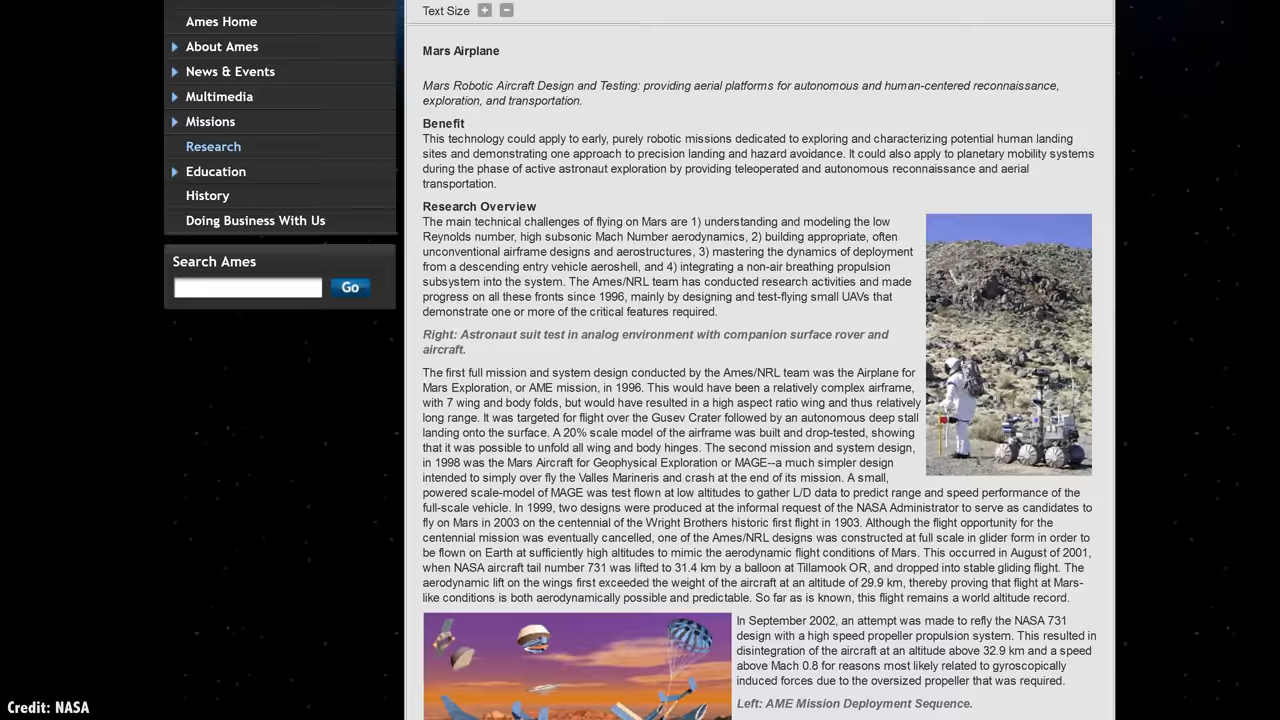 Ames Home
About Ames
News & Events
Multimedia
Missions
Research
Education
History
Doing Business With Us
Search Ames
Go
Text Size + −
Mars Airplane
Mars Robotic Aircraft Design and Testing: providing aerial platforms for autonomous and human-centered reconnaissance,
exploration, and transportation.
Benefit
This technology could apply to early, purely robotic missions dedicated to exploring and characterizing potential human landing
sites and demonstrating one approach to precision landing and hazard avoidance. It could also apply to planetary mobility systems
during the phase of active astronaut exploration by providing teleoperated and autonomous reconnaissance and aerial
transportation.
Research Overview
The main technical challenges of flying on Mars are 1) understanding and modeling the low
Reynolds number, high subsonic Mach Number aerodynamics, 2) building appropriate, often
unconventional airframe designs and aerostructures, 3) mastering the dynamics of deployment
from a descending entry vehicle aeroshell, and 4) integrating a non-air breathing propulsion
subsystem into the system. The Ames/NRL team has conducted research activities and made
progress on all these fronts since 1996, mainly by designing and test-flying small UAVs that
demonstrate one or more of the critical features required.
Right: Astronaut suit test in analog environment with companion surface rover and
aircraft.
The first full mission and system design conducted by the Ames/NRL team was the Airplane for
Mars Exploration, or AME mission, in 1996. This would have been a relatively complex airframe,
with 7 wing and body folds, but would have resulted in a high aspect ratio wing and thus relatively
long range. It was targeted for flight over the Gusev Crater followed by an autonomous deep stall
landing onto the surface. A 20% scale model of the airframe was built and drop-tested, showing
that it was possible to unfold all wing and body hinges. The second mission and system design,
in 1998 was the Mars Aircraft for Geophysical Exploration or MAGE--a much simpler design
intended to simply over fly the Valles Marineris and crash at the end of its mission. A small,
powered scale-model of MAGE was test flown at low altitudes to gather L/D data to predict range and speed performance of the
full-scale vehicle. In 1999, two designs were produced at the informal request of the NASA Administrator to serve as candidates to
fly on Mars in 2003 on the centennial of the Wright Brothers historic first flight in 1903. Although the flight opportunity for the
centennial mission was eventually cancelled, one of the Ames/NRL designs was constructed at full scale in glider form in order to
be flown on Earth at sufficiently high altitudes to mimic the aerodynamic flight conditions of Mars. This occurred in August of 2001,
when NASA aircraft tail number 731 was lifted to 31.4 km by a balloon at Tillamook OR, and dropped into stable gliding flight. The
aerodynamic lift on the wings first exceeded the weight of the aircraft at an altitude of 29.9 km, thereby proving that flight at Mars-
like conditions is both aerodynamically possible and predictable. So far as is known, this flight remains a world altitude record.
In September 2002, an attempt was made to refly the NASA 731
design with a high speed propeller propulsion system. This resulted in
disintegration of the aircraft at an altitude above 32.9 km and a speed
above Mach 0.8 for reasons most likely related to gyroscopically
induced forces due to the oversized propeller that was required.
Left: AME Mission Deployment Sequence.
Credit: NASA